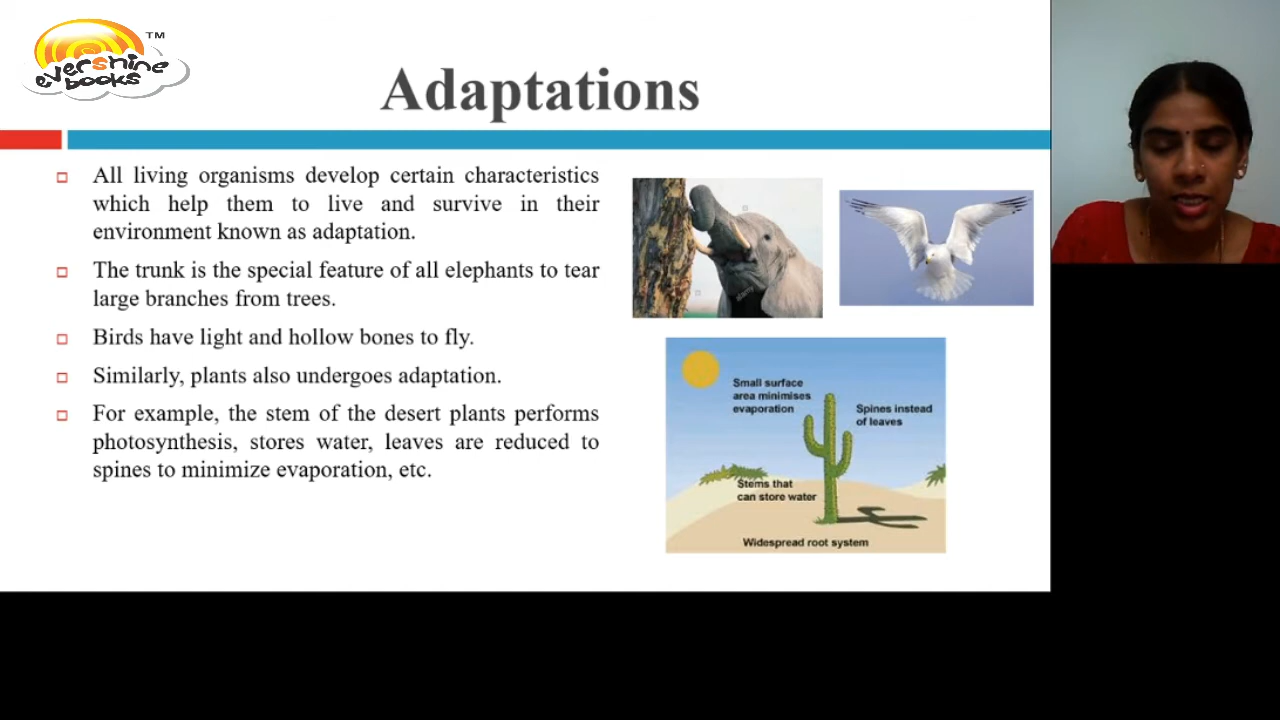 evershine
books
TM
Adaptations
All living organisms develop certain characteristics
which help them to live and survive in their
environment known as adaptation.
The trunk is the special feature of all elephants to tear
large branches from trees.
Birds have light and hollow bones to fly.
Similarly, plants also undergoes adaptation.
For example, the stem of the desert plants performs
photosynthesis, stores water, leaves are reduced to
spines to minimize evaporation, etc.
Small surface
area minimises
evaporation
Spines instead
of leaves
Stems that
can store water
Widespread root system